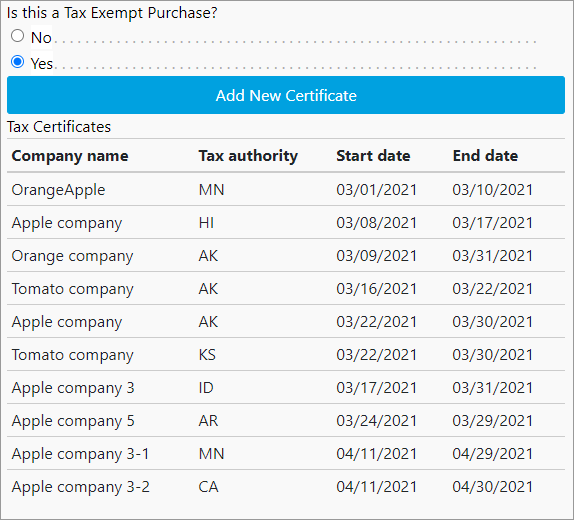 Is this a Tax Exempt Purchase?
No
Yes
Add New Certificate
Tax Certificates
Company name Tax authority Start date End date
OrangeApple MN 03/01/2021 03/10/2021
Apple company HI 03/08/2021 03/17/2021
Orange company AK 03/09/2021 03/31/2021
Tomato company AK 03/16/2021 03/22/2021
Apple company AK 03/22/2021 03/30/2021
Tomato company KS 03/22/2021 03/30/2021
Apple company 3 ID 03/17/2021 03/31/2021
Apple company 5 AR 03/24/2021 03/29/2021
Apple company 3-1 MN 04/11/2021 04/29/2021
Apple company 3-2 CA 04/11/2021 04/30/2021